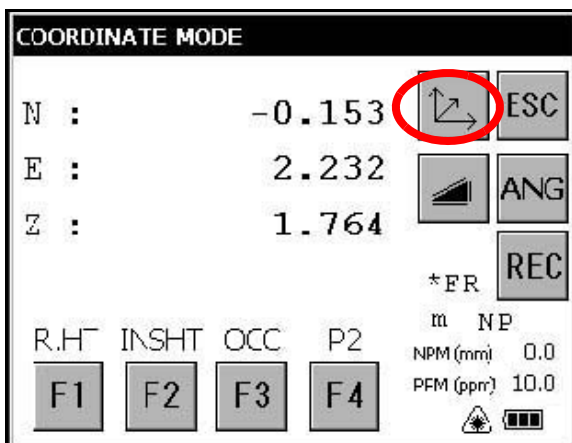 COORDINATE MODE
N : -0.153
ESC
E : 2.232
ANG
Z : 1.764
REC
*FR
m NP
R.HT INSHT OCC P2
NPM (mm) 0.0
F1 F2 F3 F4
PFM (ppm) 10.0